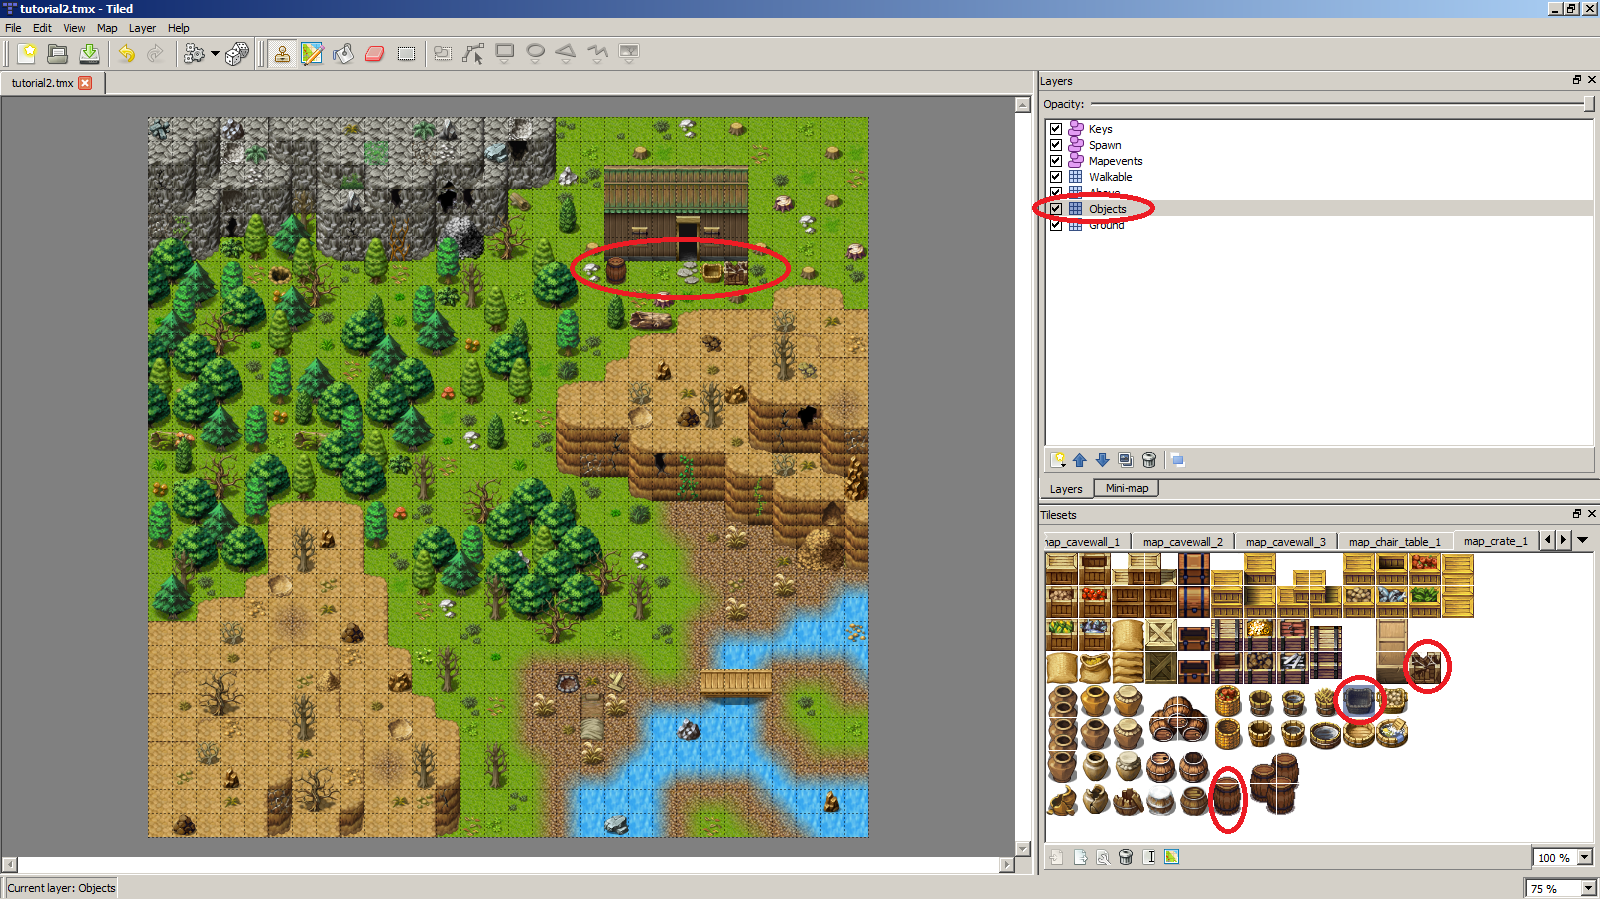 tutorial2.tmx - Tiled
File Edit View Map Layer Help
tutorial2.tmx
Layers
Opacity:
Keys
Spawn
Mapevents
Walkable
Above
Objects
Ground
Layers Mini-map
Tilesets
map_cavewall_1 map_cavewall_2 map_cavewall_3 map_chair_table_1 map_crate_1
100 %
Current layer: Objects
75 %